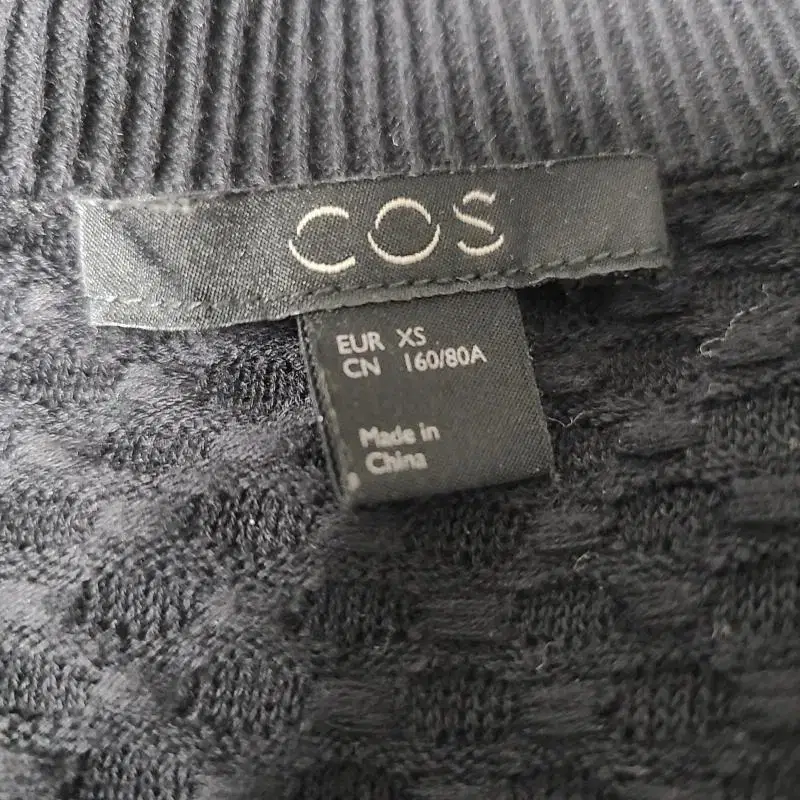 COS
EUR XS
CN 160/80A
Made in
China